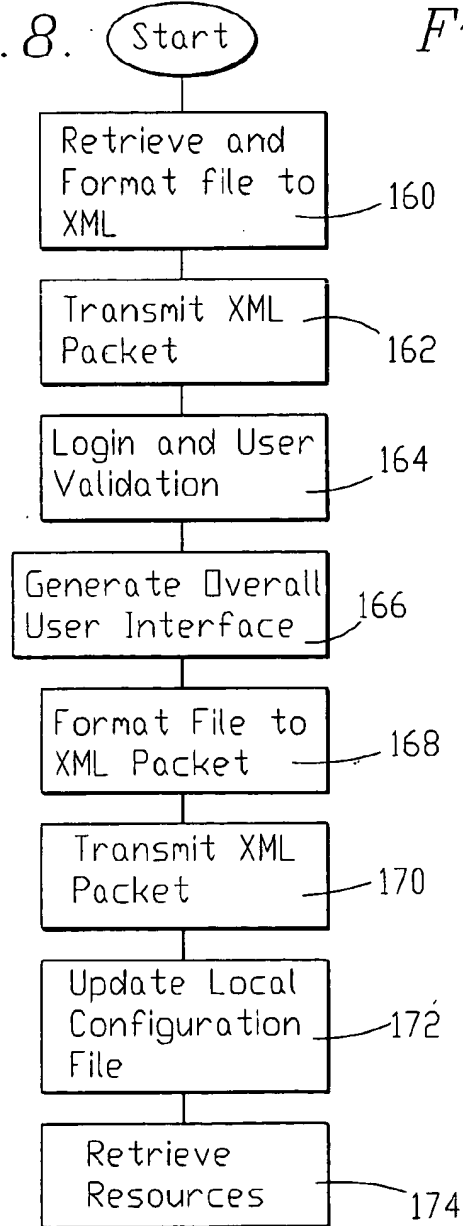 . 8.
Start
F
Retrieve and
Format file to
XML
160
Transmit XML
Packet
162
Login and User
Validation
164
Generate Overall
User Interface
166
Format File to
XML Packet
168
Transmit XML
Packet
170
Update Local
Configuration
File
172
Retrieve
Resources
174